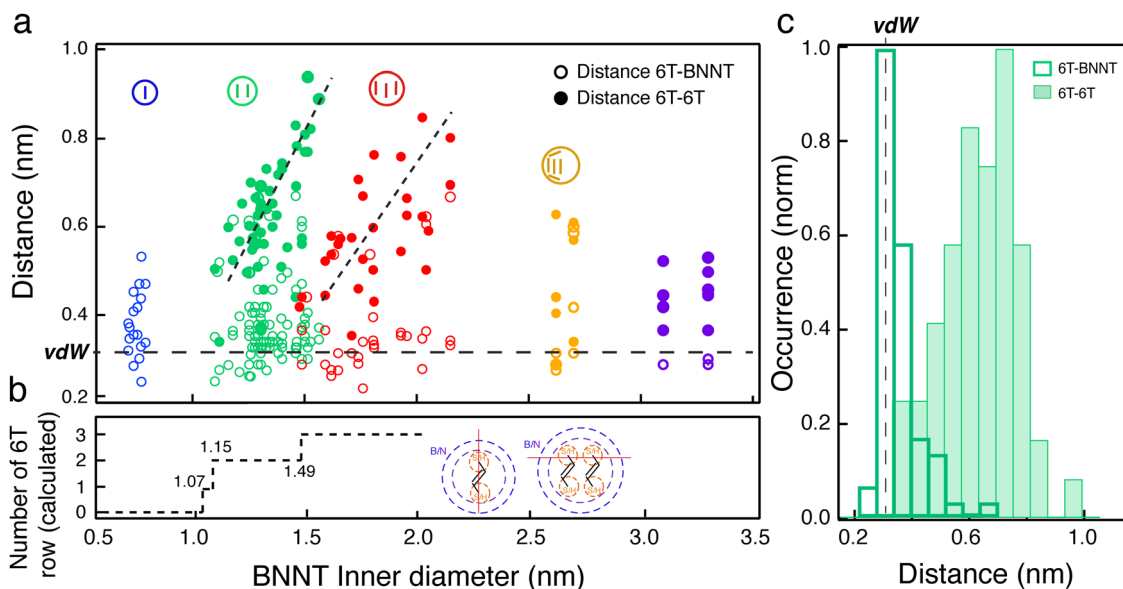 a
1.0
0.8
0.6
0.4
vdW
0.2
Distance (nm)
I
II
III
Distance 6T-BNNT
Distance 6T-6T
b
3
2
1
0
Number of 6T
row (calculated)
1.07
1.15
1.49
B/N
S/H
S/H
B/N
S/H
S/H
S/H
S/H
0.5
1.0
1.5
2.0
2.5
3.0
3.5
BNNT Inner diameter (nm)
c
vdW
6T-BNNT
6T-6T
1.0
0.8
0.6
0.4
0.2
0.0
Occurrence (norm)
0.2
0.6
1.0
Distance (nm)